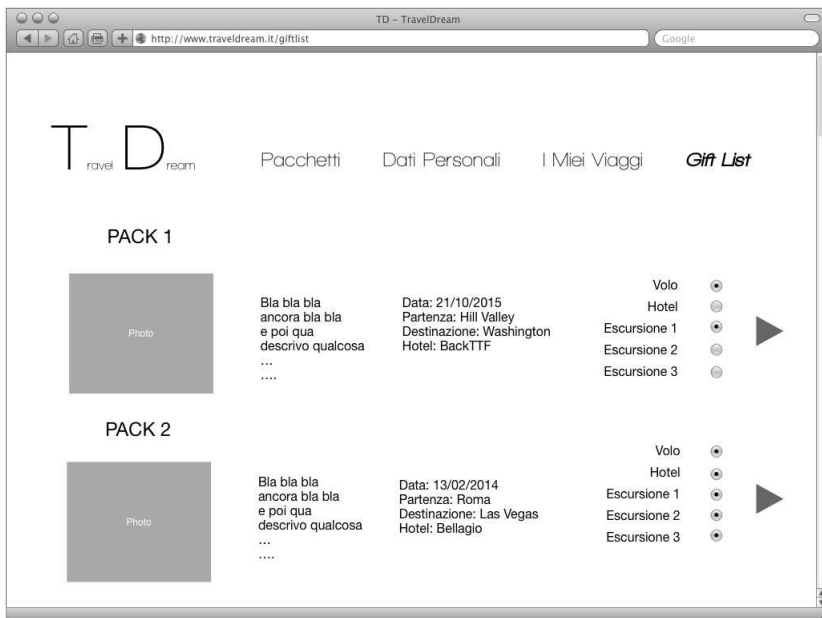 TD - TravelDream
http://www.traveldream.it/giftlist
Google
Travel Dream
Pacchetti
Dati Personali
I Miei Viaggi
Gift List
PACK 1
Photo
Bla bla bla
ancora bla bla
e poi qua
descrivo qualcosa
...
....
Data: 21/10/2015
Partenza: Hill Valley
Destinazione: Washington
Hotel: BackTTF
Volo
Hotel
Escursione 1
Escursione 2
Escursione 3
PACK 2
Photo
Bla bla bla
ancora bla bla
e poi qua
descrivo qualcosa
...
....
Data: 13/02/2014
Partenza: Roma
Destinazione: Las Vegas
Hotel: Bellagio
Volo
Hotel
Escursione 1
Escursione 2
Escursione 3